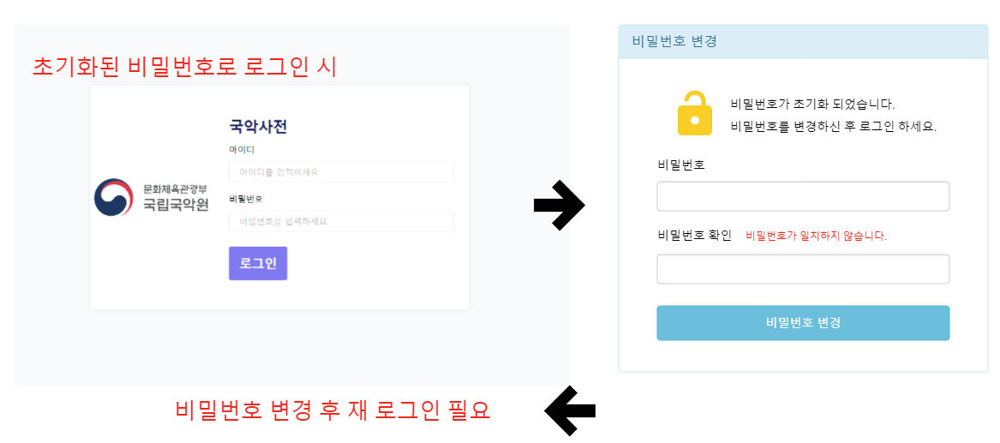 초기화된 비밀번호로 로그인 시
국악사전
아이디
아이디를 입력하세요
문화체육관광부
국립국악원
비밀번호
비밀번호를 입력하세요
로그인
비밀번호 변경
비밀번호가 초기화 되었습니다.
비밀번호를 변경하신 후 로그인 하세요.
비밀번호
비밀번호 확인 비밀번호가 일치하지 않습니다.
비밀번호 변경
비밀번호 변경 후 재 로그인 필요